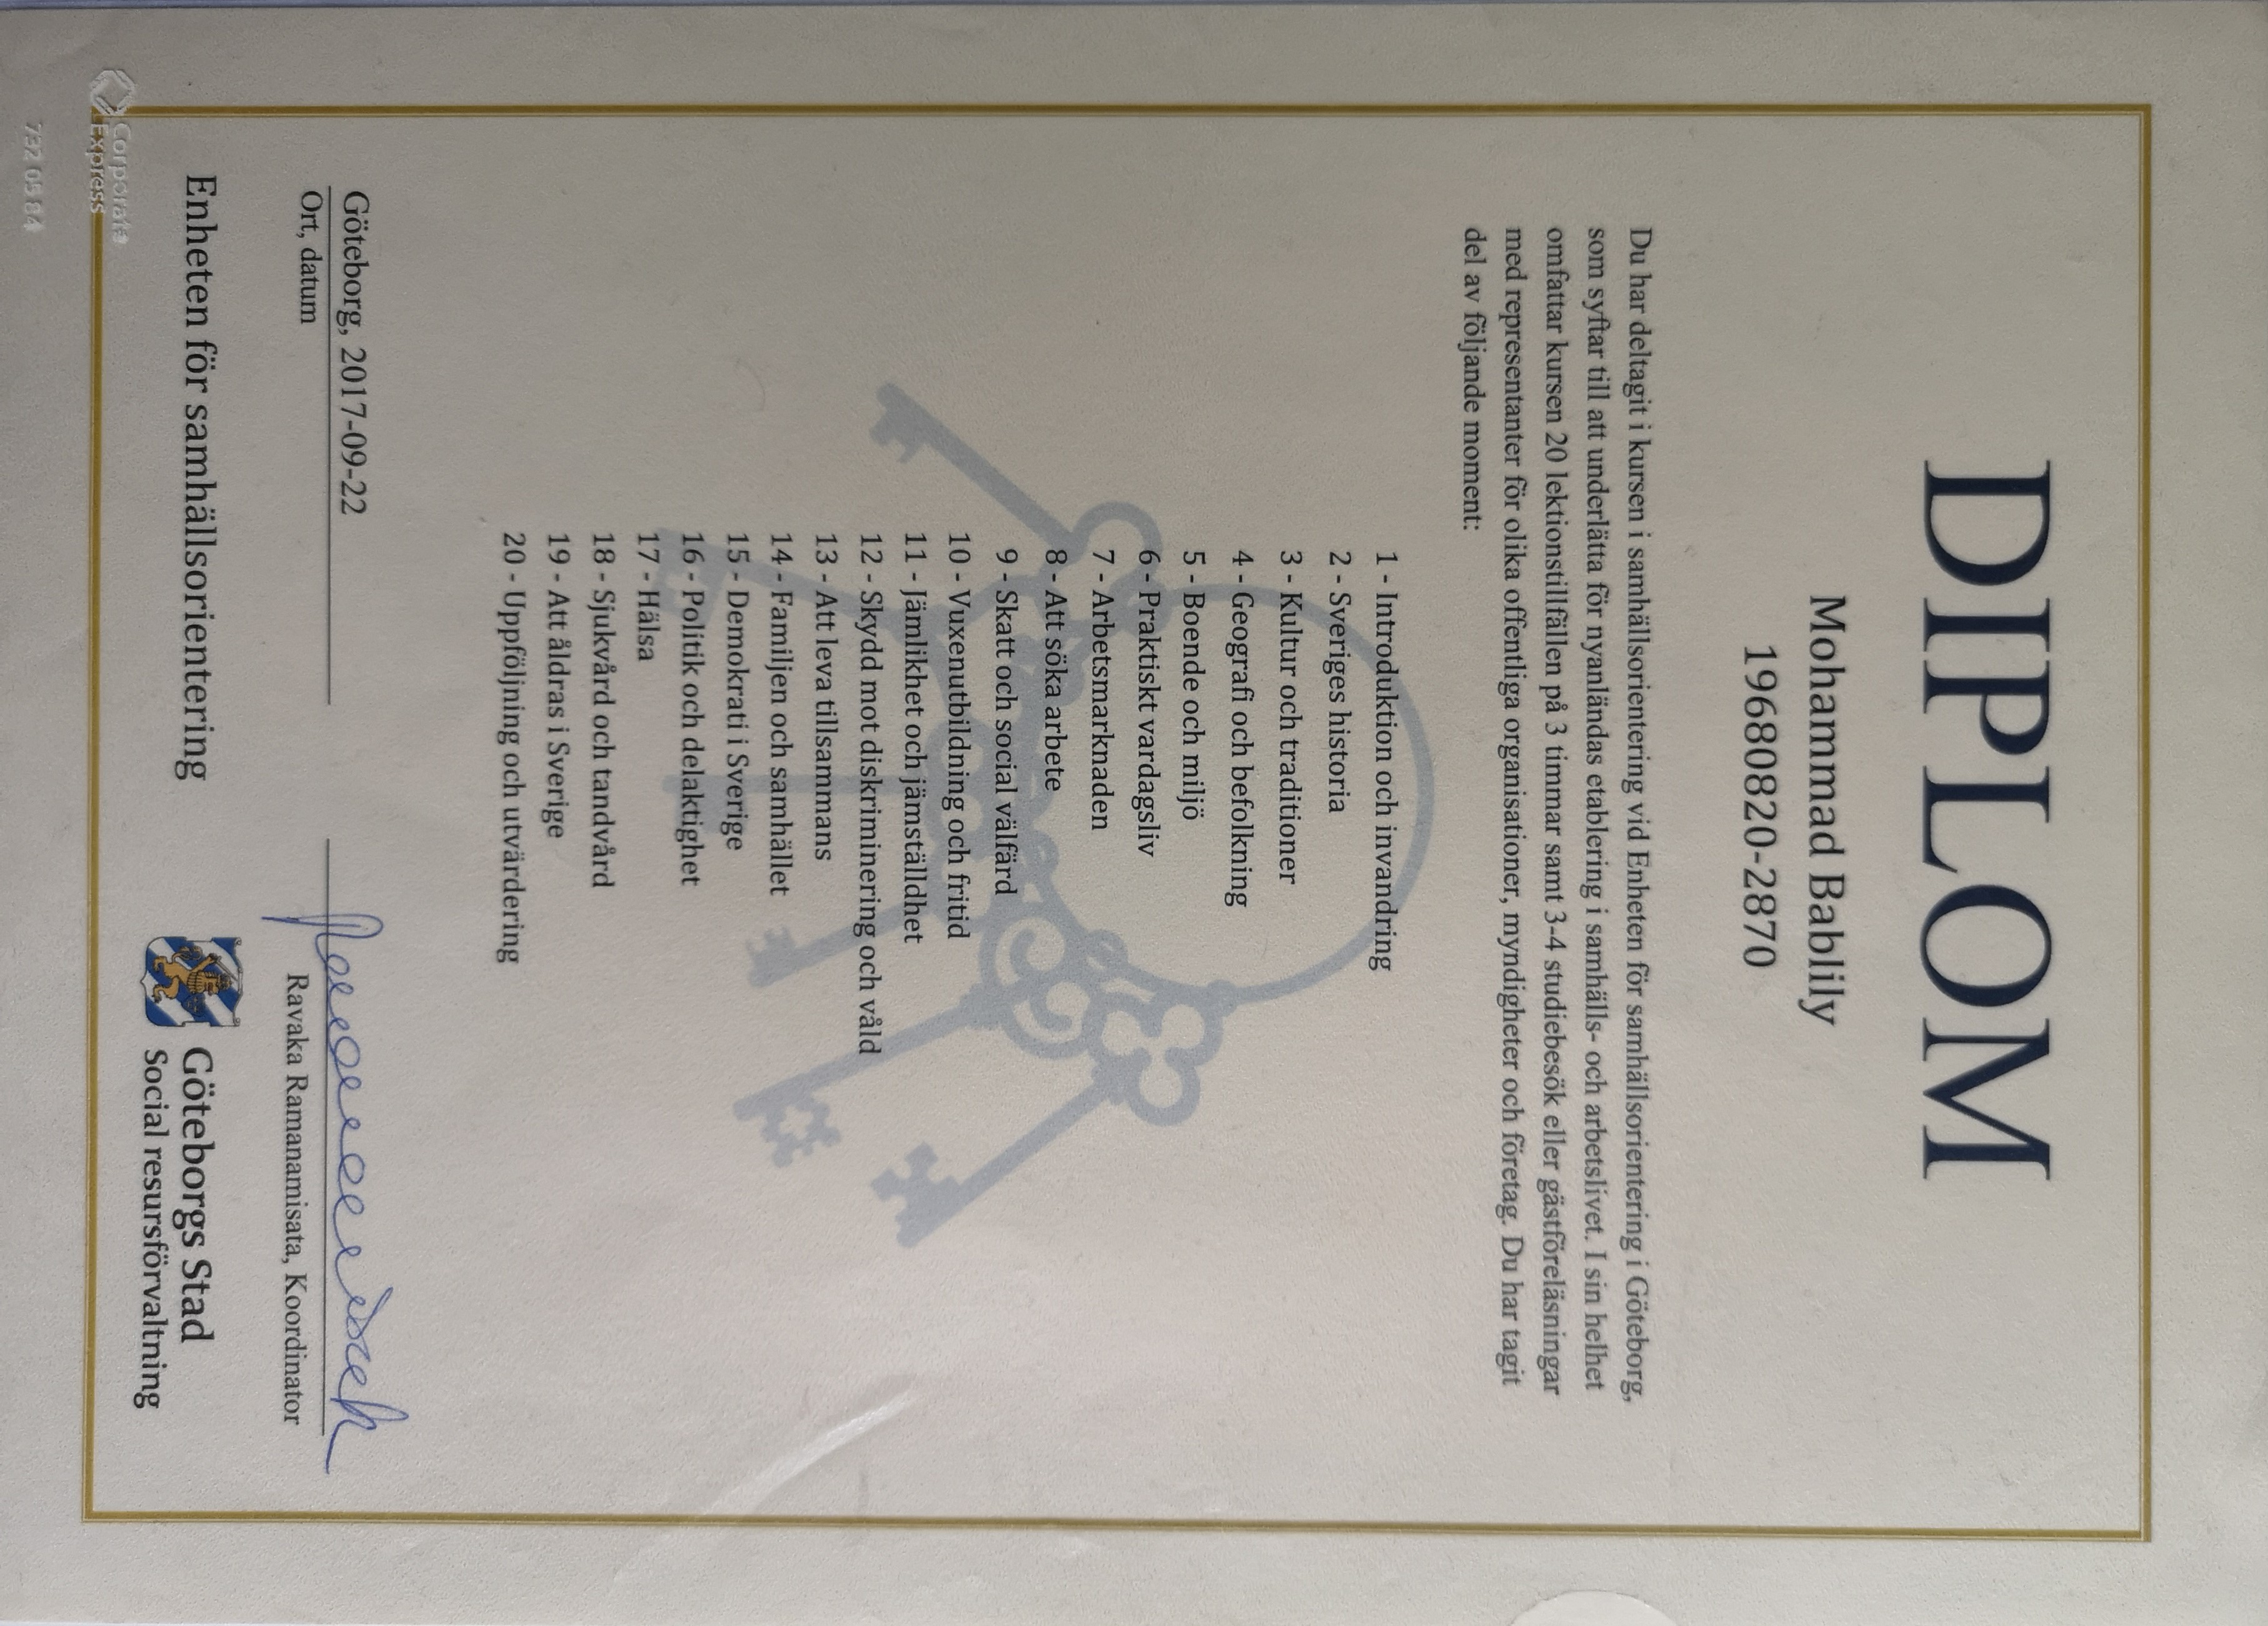 DIPLOM
Mohammad Bablily
19680820-2870
Du har deltagit i kursen i samhällsorientering vid Enheten för samhällsorientering i Göteborg,
som syftar till att underlätta för nyanländas etablering i samhälls- och arbetslivet. I sin helhet
omfattar kursen 20 lektionstillfällen på 3 timmar samt 3-4 studiebesök eller gästföreläsningar
med representanter för olika offentliga organisationer, myndigheter och företag. Du har tagit
del av följande moment:
1 - Introduktion och invandring
2 - Sveriges historia
3 - Kultur och traditioner
4 - Geografi och befolkning
5 - Boende och miljö
6 - Praktiskt vardagsliv
7 - Arbetsmarknaden
8 - Att söka arbete
9 - Skatt och social välfärd
10 - Vuxenutbildning och fritid
11 - Jämlikhet och jämställdhet
12 - Skydd mot diskriminering och våld
13 - Att leva tillsammans
14 - Familjen och samhället
15 - Demokrati i Sverige
16 - Politik och delaktighet
17 - Hälsa
18 - Sjukvård och tandvård
19 - Att åldras i Sverige
20 - Uppföljning och utvärdering
Göteborg, 2017-09-22
Ort, datum
Ravaka Ramanamisata, Koordinator
Enheten för samhällsorientering
Göteborgs Stad
Social resursförvaltning
Corporate
Express
732 05 84